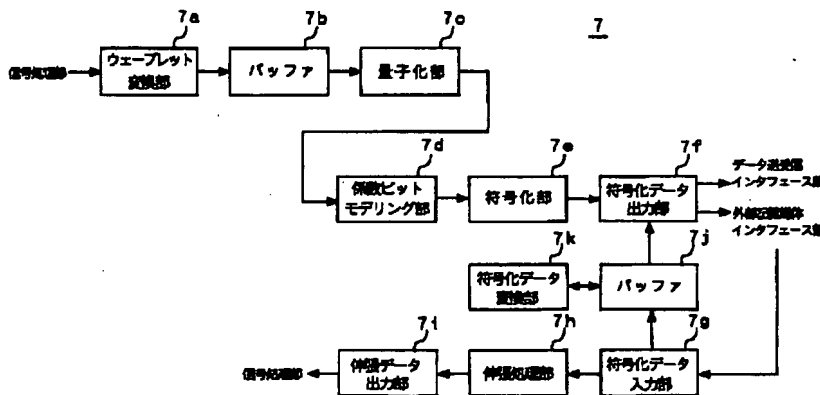 7
7a
7b
7c
信号処理部
ウェーブレット
変換部
バッファ
量子化部
7d
7e
7f
係数ビット
モデリング部
符号化部
符号化データ
出力部
データ送受信
インタフェース部
外部記憶媒体
インタフェース部
7k
7j
符号化データ
変換部
バッファ
7i
7h
7g
信号処理部
伸張データ
出力部
伸張処理部
符号化データ
入力部